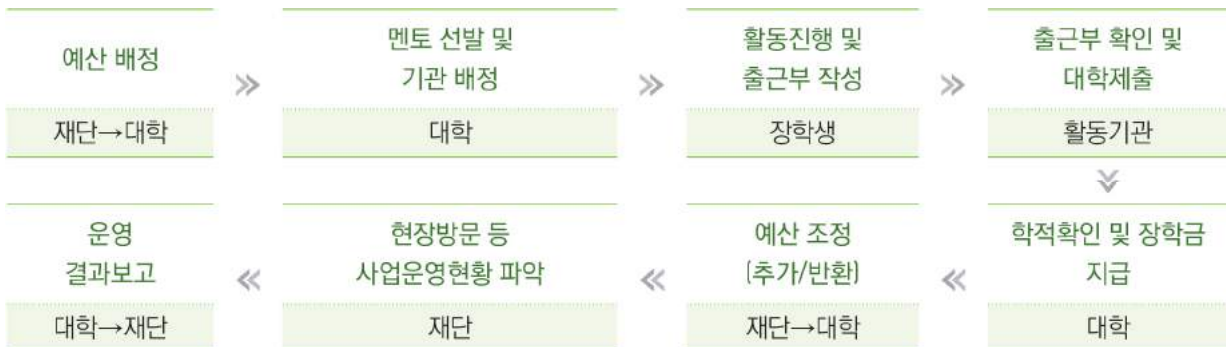 예산 배정
재단→대학
멘토 선발 및
기관 배정
대학
활동진행 및
출근부 작성
장학생
출근부 확인 및
대학제출
활동기관
학적확인 및 장학금
지급
대학
예산 조정
(추가/반환)
재단→대학
현장방문 등
사업운영현황 파악
재단
운영
결과보고
대학→재단